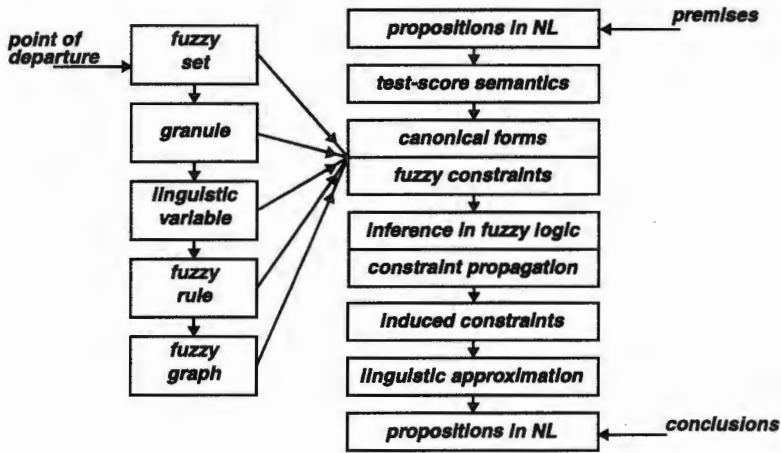 point of
departure
fuzzy
set
granule
linguistic
variable
fuzzy
rule
fuzzy
graph
propositions in NL
premises
test-score semantics
canonical forms
fuzzy constraints
inference in fuzzy logic
constraint propagation
induced constraints
linguistic approximation
propositions in NL
conclusions